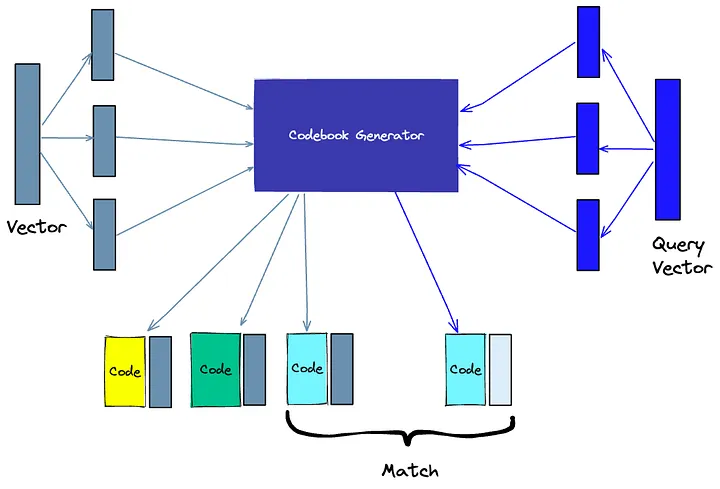 Codebook Generator
Vector
Query
Vector
Code
Code
Code
Code
Match